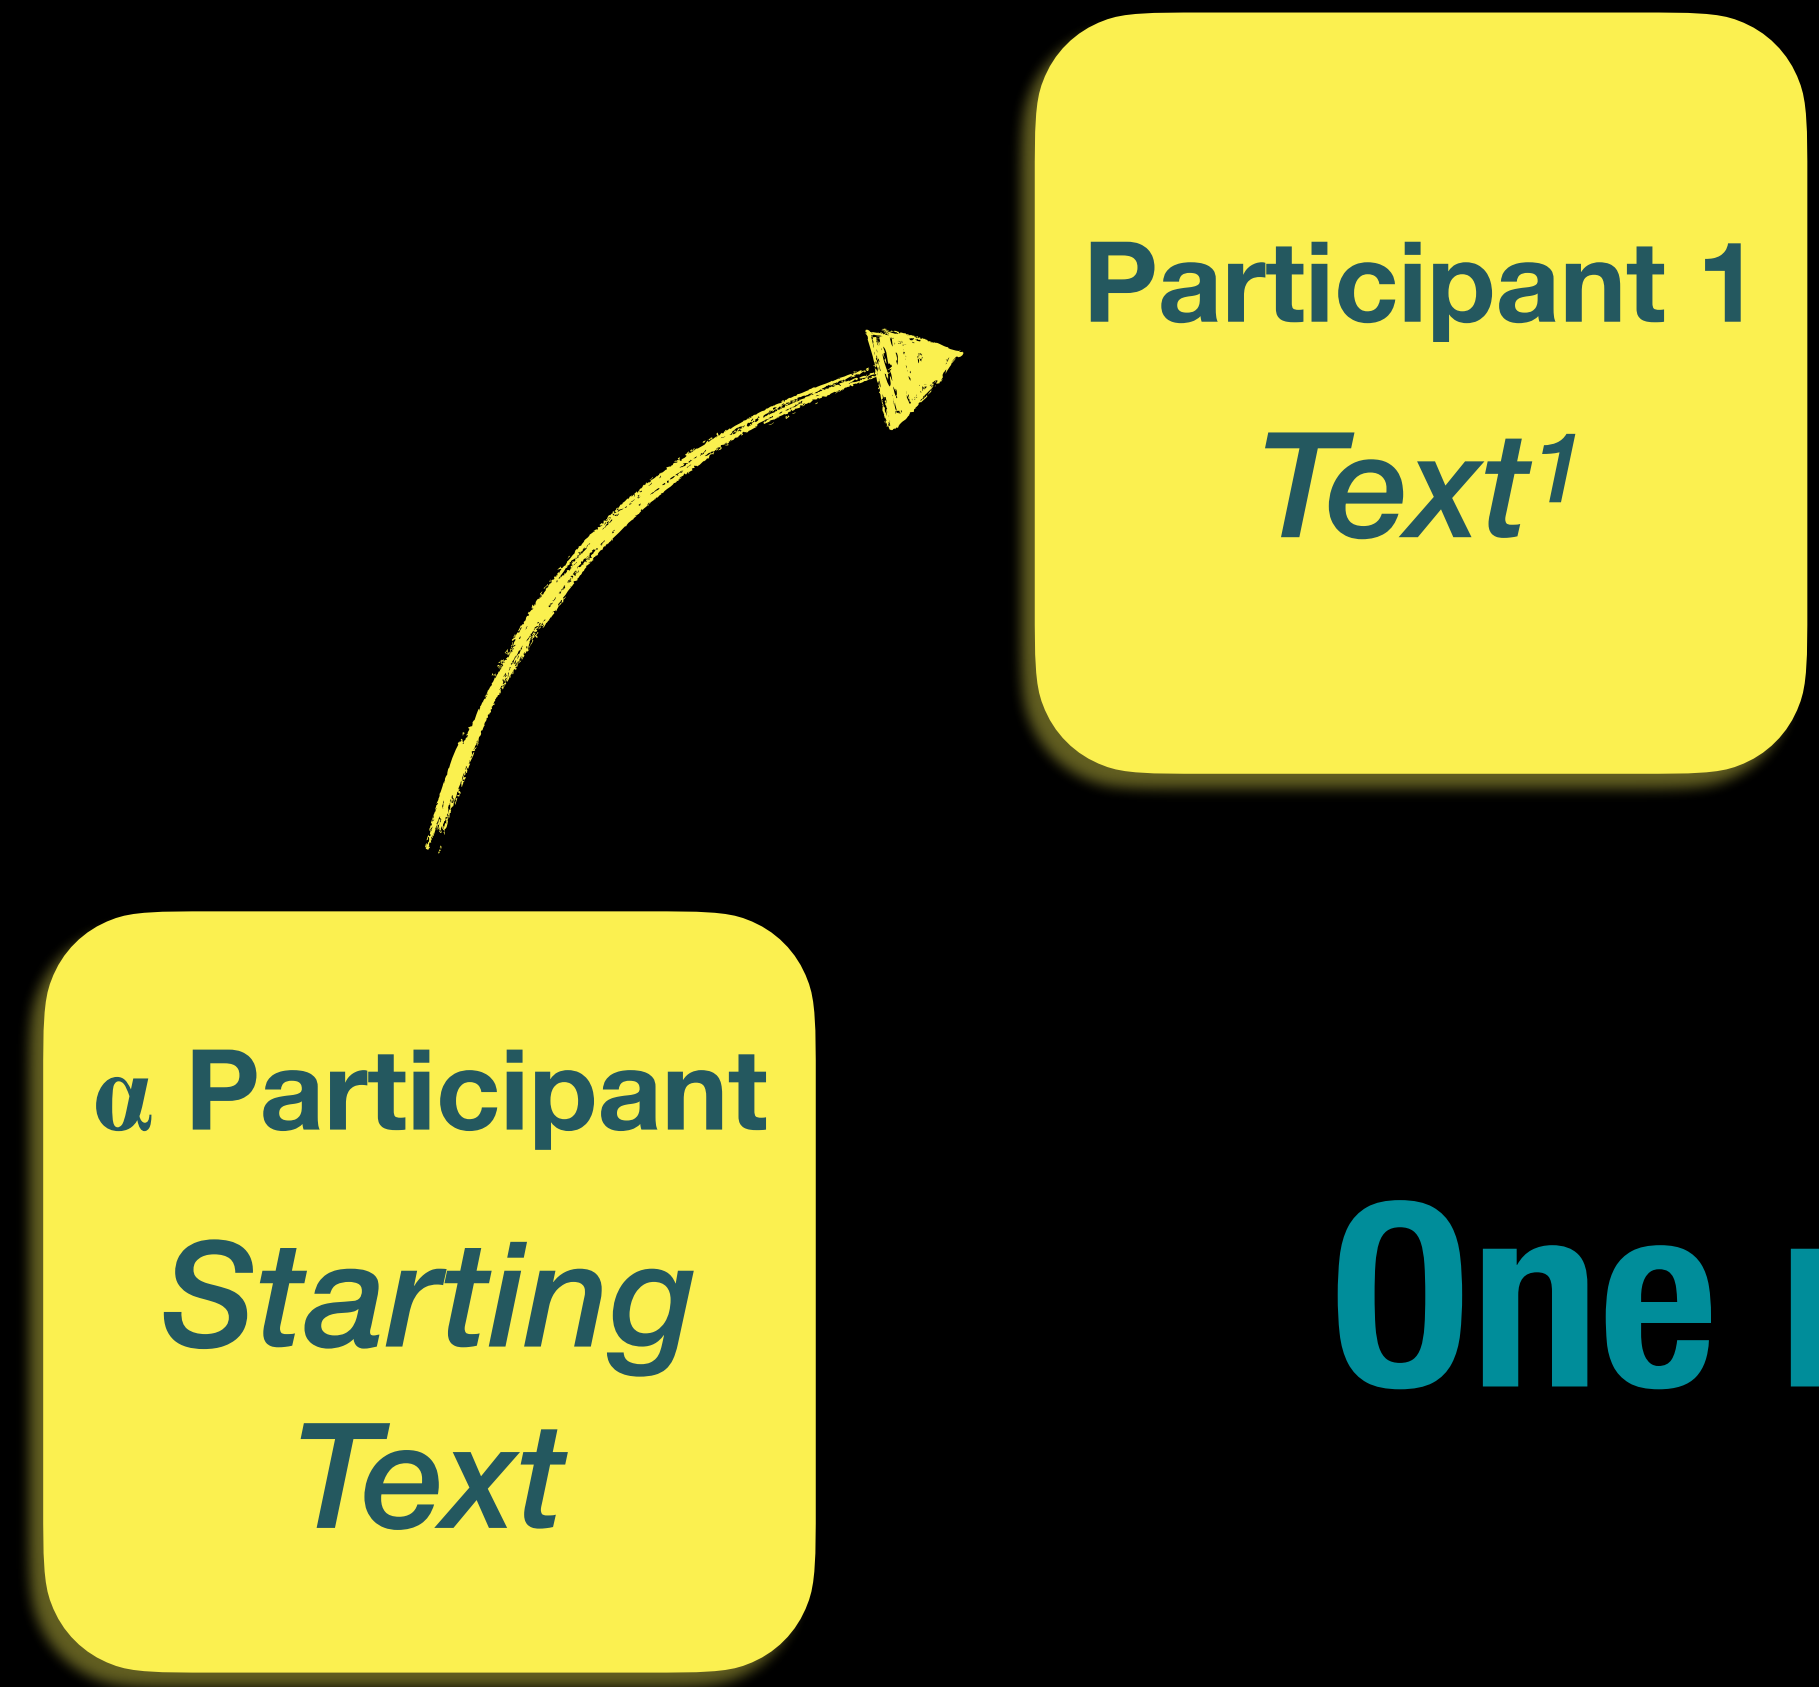 Participant 1
Text¹
α Participant
Starting
Text
One